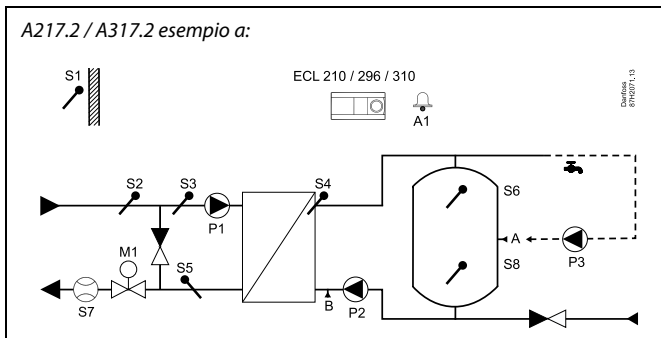 A217.2 / A317.2 esempio a:
S1
ECL 210 / 296 / 310
A1
Danfoss
87H2071.13
S2
S3
S4
P1
S6
A
P3
S8
M1
S5
S7
B
P2